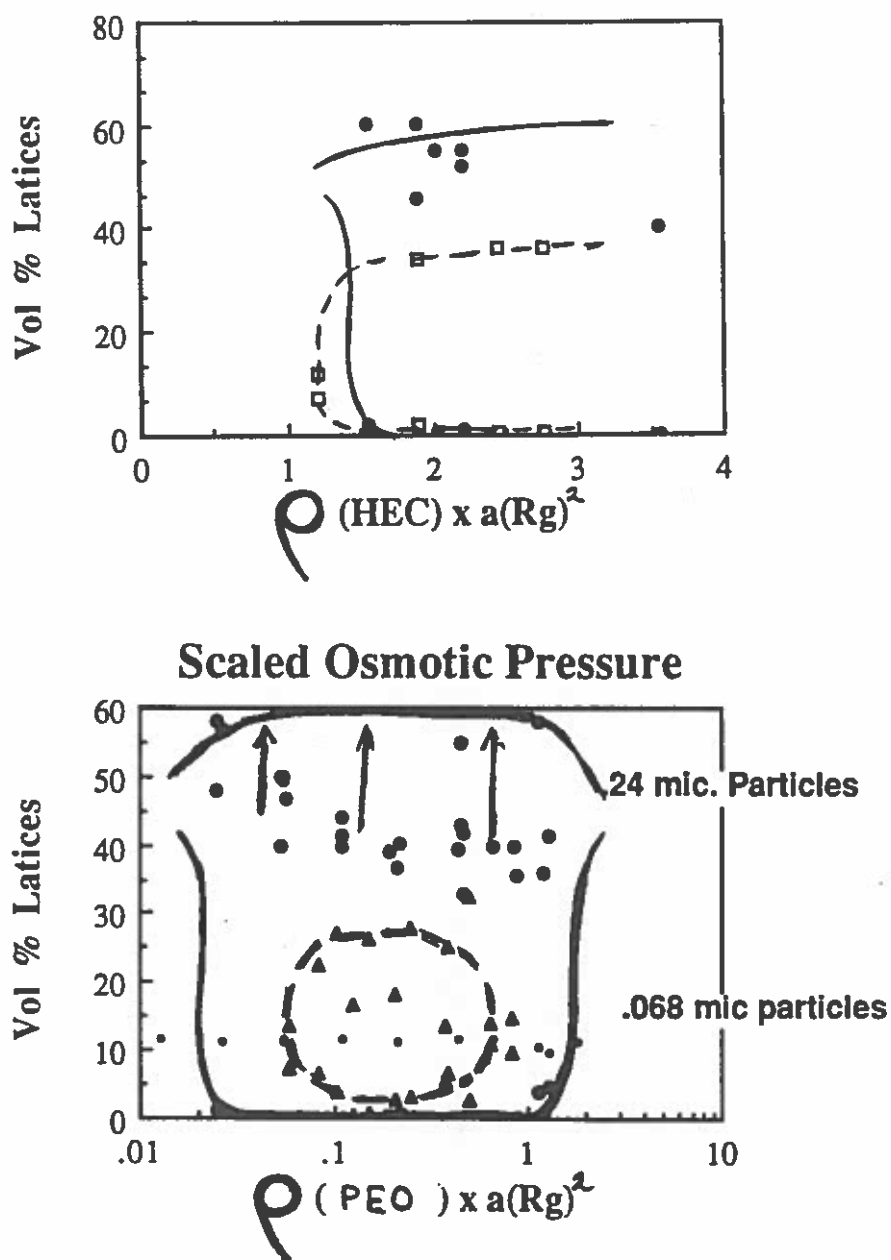 80
60
40
20
0
Vol % Latices
0 1 2 3 4
ρ (HEC) x a(Rg)²
Scaled Osmotic Pressure
60
50
40
30
20
10
0
Vol % Latices
.24 mic. Particles
.068 mic particles
.01 .1 1 10
ρ ( PEO ) x a(Rg)²